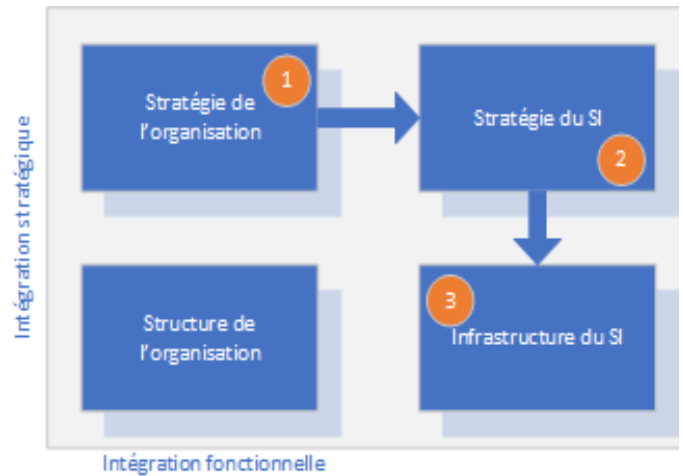 Intégration stratégique
1
Stratégie de
l'organisation
Stratégie du SI
2
Structure de
l'organisation
3
Infrastructure du SI
Intégration fonctionnelle